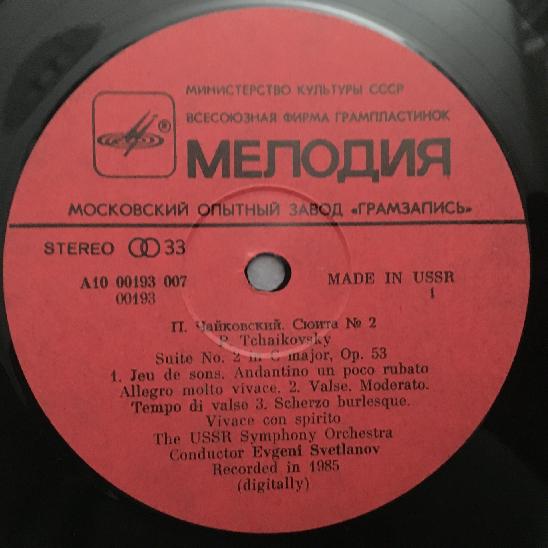 МИНИСТЕРСТВО КУЛЬТУРЫ СССР
ВСЕСОЮЗНАЯ ФИРМА ГРАМПЛАСТИНОК
®
МЕЛОДИЯ
МОСКОВСКИЙ ОПЫТНЫЙ ЗАВОД «ГРАМЗАПИСЬ»
STEREO 33
А10 00193 007 MADE IN USSR
00193 1
П. Чайковский. Сюита № 2
P. Tchaikovsky
Suite No. 2 in C major, Op. 53
1. Jeu de sons. Andantino un poco rubato
Allegro molto vivace. 2. Valse. Moderato.
Tempo di valse 3. Scherzo burlesque.
Vivace con spirito
The USSR Symphony Orchestra
Conductor Evgeni Svetlanov
Recorded in 1985
(digitally)